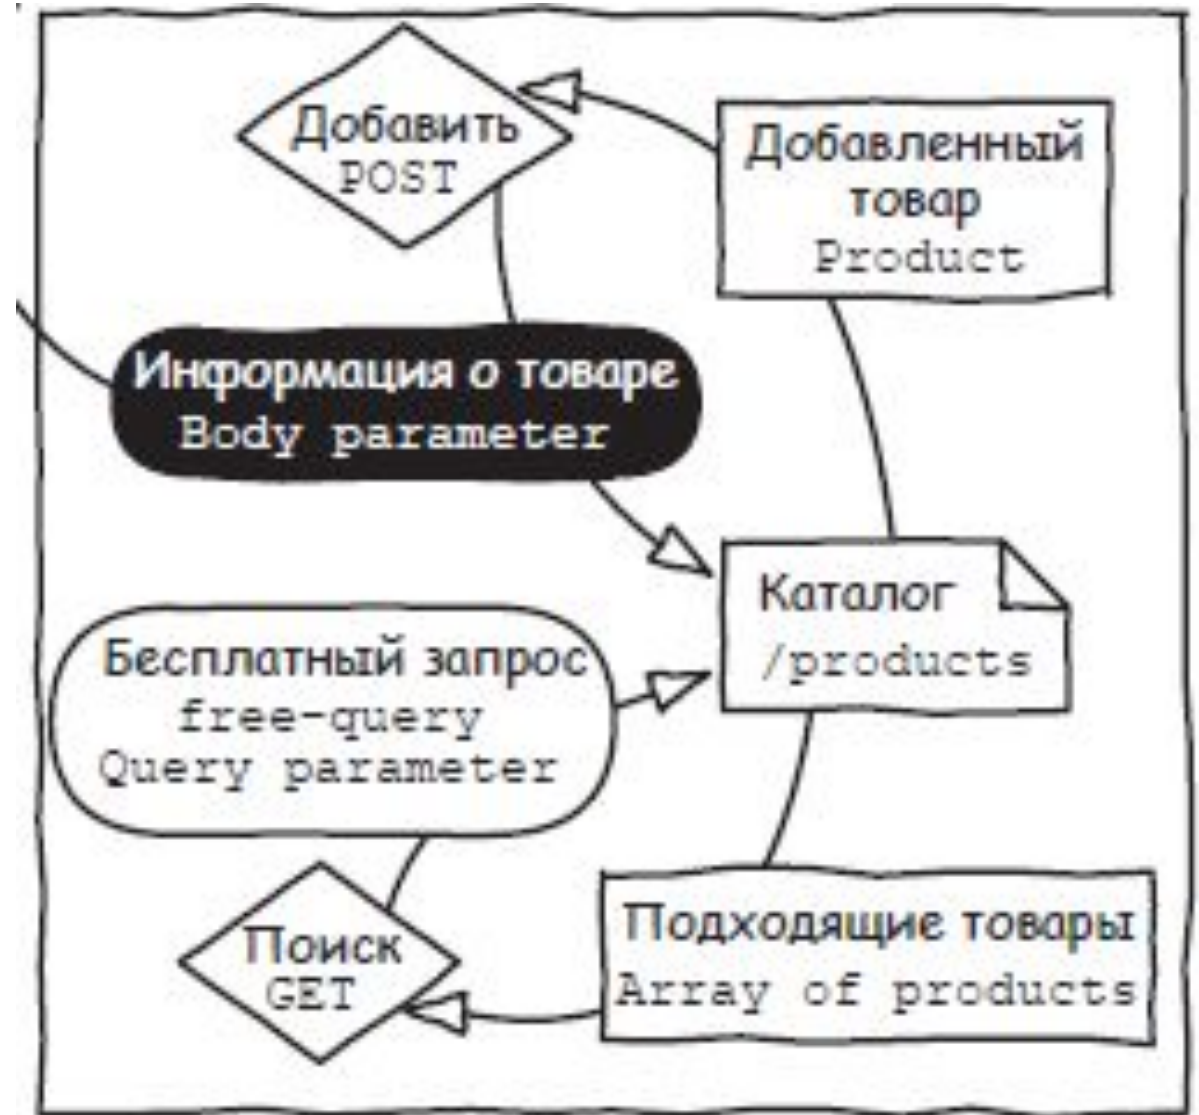 Добавить
POST
Добавленный
товар
Product
Информация о товаре
Body parameter
Каталог
/products
Бесплатный запрос
free-query
Query parameter
Поиск
GET
Подходящие товары
Array of products